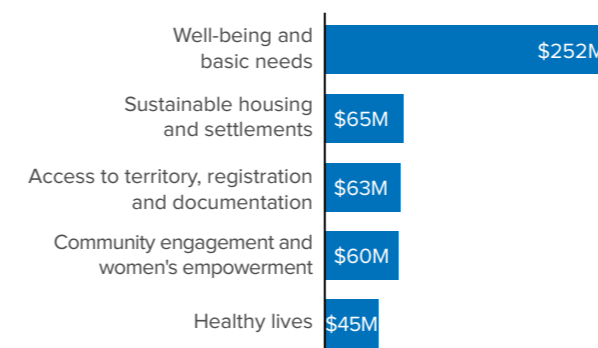 Well-being and
basic needs
$252M
Sustainable housing
and settlements
$65M
Access to territory, registration
and documentation
$63M
Community engagement and
women's empowerment
$60M
Healthy lives
$45M